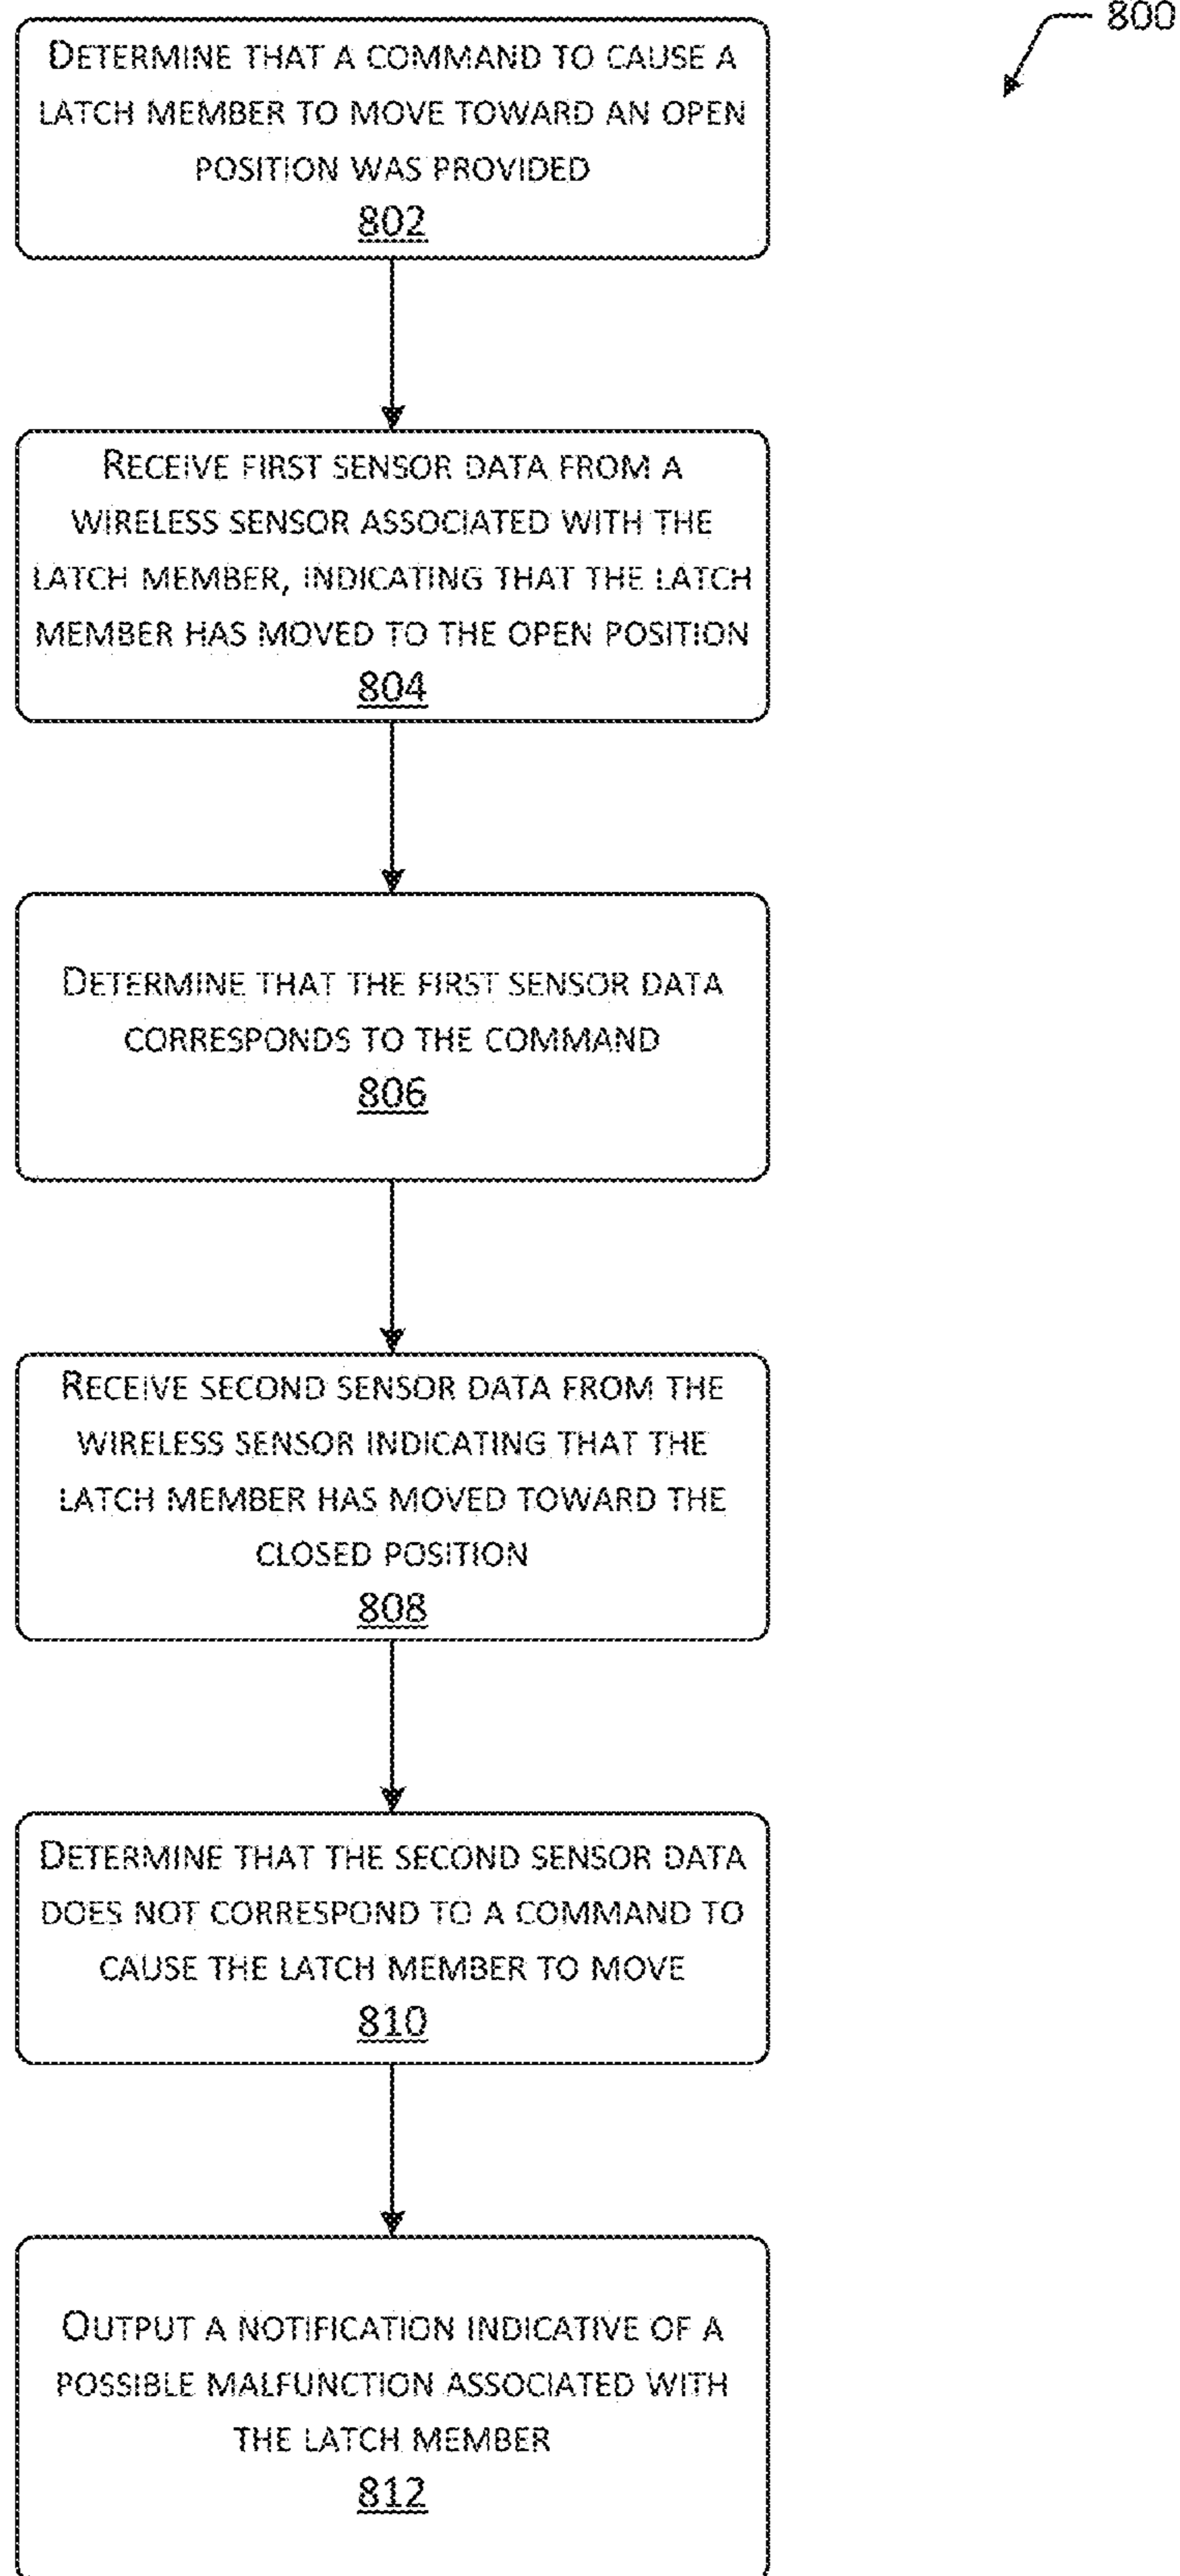 800
DETERMINE THAT A COMMAND TO CAUSE A
LATCH MEMBER TO MOVE TOWARD AN OPEN
POSITION WAS PROVIDED
802
RECEIVE FIRST SENSOR DATA FROM A
WIRELESS SENSOR ASSOCIATED WITH THE
LATCH MEMBER, INDICATING THAT THE LATCH
MEMBER HAS MOVED TO THE OPEN POSITION
804
DETERMINE THAT THE FIRST SENSOR DATA
CORRESPONDS TO THE COMMAND
806
RECEIVE SECOND SENSOR DATA FROM THE
WIRELESS SENSOR INDICATING THAT THE
LATCH MEMBER HAS MOVED TOWARD THE
CLOSED POSITION
808
DETERMINE THAT THE SECOND SENSOR DATA
DOES NOT CORRESPOND TO A COMMAND TO
CAUSE THE LATCH MEMBER TO MOVE
810
OUTPUT A NOTIFICATION INDICATIVE OF A
POSSIBLE MALFUNCTION ASSOCIATED WITH
THE LATCH MEMBER
812